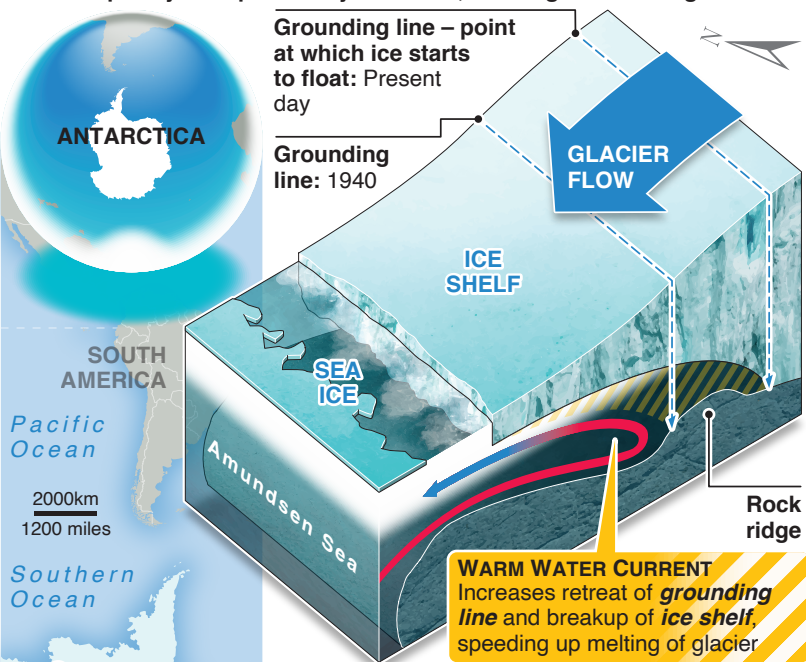 Grounding line – point
at which ice starts
to float: Present
day
N
ANTARCTICA
Grounding
line: 1940
GLACIER
FLOW
ICE
SHELF
SEA
ICE
SOUTH
AMERICA
Pacific
Ocean
Amundsen Sea
2000km
1200 miles
Rock
ridge
Southern
Ocean
WARM WATER CURRENT
Increases retreat of grounding
line and breakup of ice shelf,
speeding up melting of glacier